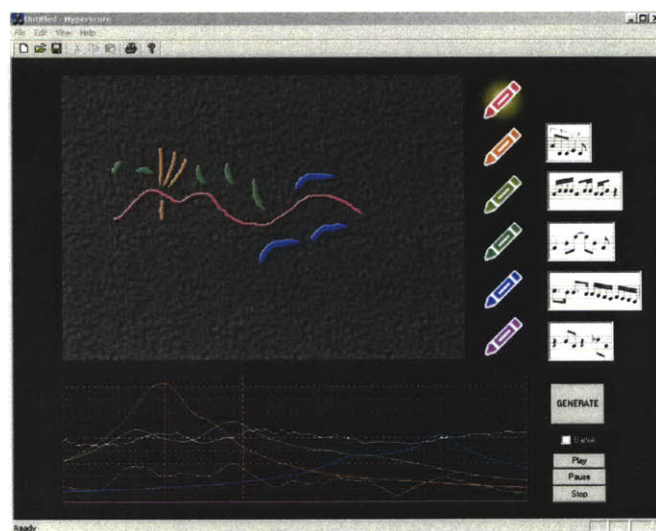 Untitled - Hyperscore
File Edit View Help
GENERATE
Play
Pause
Stop
Ready